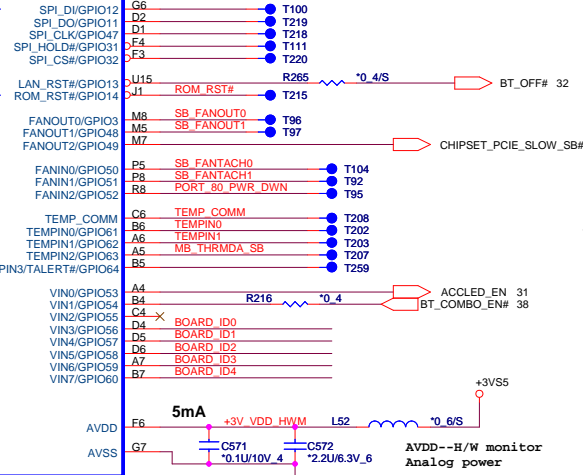 SPI_DI/GPIO12 G6 T100
SPI_DO/GPIO11 D2 T219
SPI_CLK/GPIO47 D1 T218
SPI_HOLD#/GPIO31 F4 T111
SPI_CS#/GPIO32 F3 T220
LAN_RST#/GPIO13 U15 R265 *0_4/S BT_OFF# 32
ROM_RST#/GPIO14 J1 ROM_RST# T215
FANOUT0/GPIO3 M8 SB_FANOUT0 T96
FANOUT1/GPIO48 M5 SB_FANOUT1 T97
FANOUT2/GPIO49 M7 CHIPSET_PCIE_SLOW_SB#
FANIN0/GPIO50 P5 SB_FANTACH0 T104
FANIN1/GPIO51 P8 SB_FANTACH1 T92
FANIN2/GPIO52 R8 PORT_80_PWR_DWN T95
TEMP_COMM C6 TEMP_COMM T208
TEMPIN0/GPIO61 B6 TEMPIN0 T202
TEMPIN1/GPIO62 A6 TEMPIN1 T203
TEMPIN2/GPIO63 A5 MB_THRMDA_SB T207
PIN3/TALERT#/GPIO64 B5 T259
VIN0/GPIO53 A4 ACCLED_EN 31
VIN1/GPIO54 B4 R216 *0_4 BT_COMBO_EN# 38
VIN2/GPIO55 C4
VIN3/GPIO56 D4 BOARD_ID0
VIN4/GPIO57 D5 BOARD_ID1
VIN5/GPIO58 D6 BOARD_ID2
VIN6/GPIO59 A7 BOARD_ID3
VIN7/GPIO60 B7 BOARD_ID4
+3VS5
5mA
AVDD F6 +3V_VDD_HWM L52 *0_6/S
AVSS G7 C571 C572 AVDD--H/W monitor
*0.1U/10V_4 *2.2U/6.3V_6 Analog power